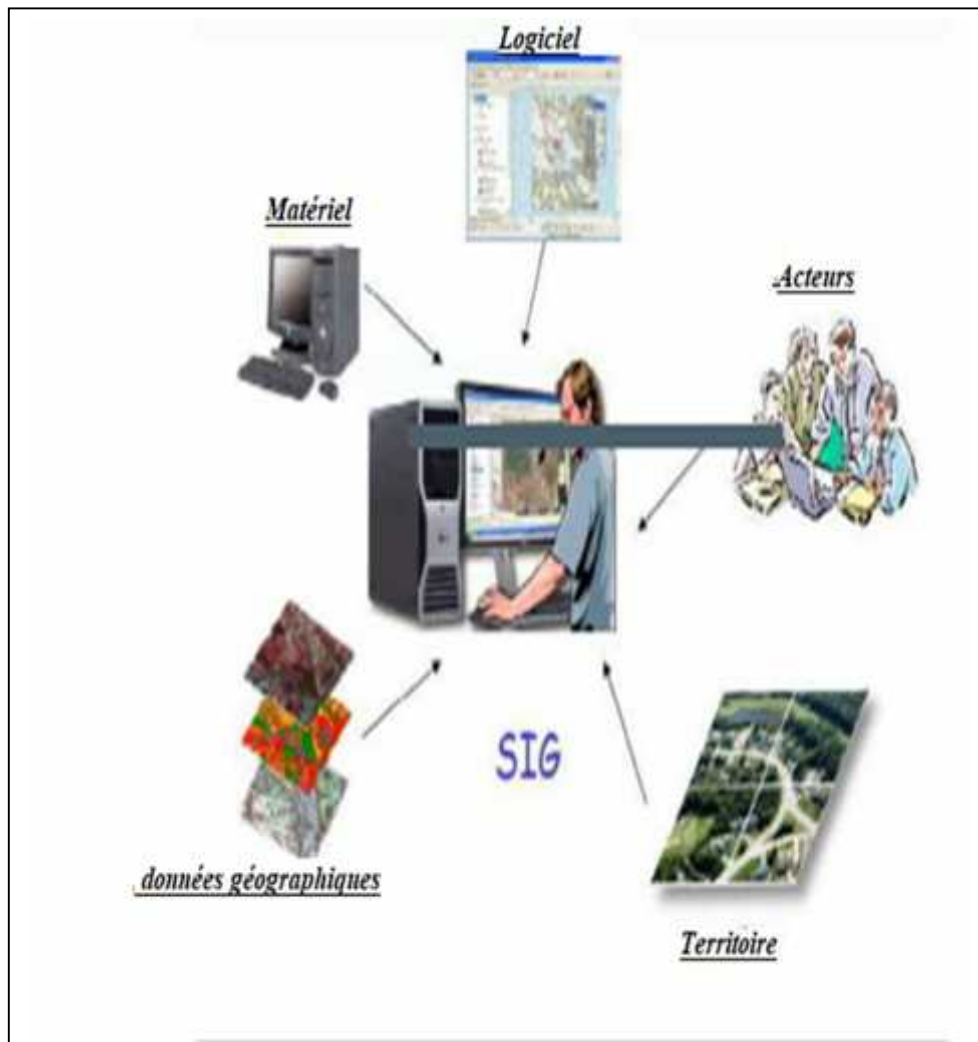 Logiciel
Matériel
Acteurs
SIG
données géographiques
Territoire